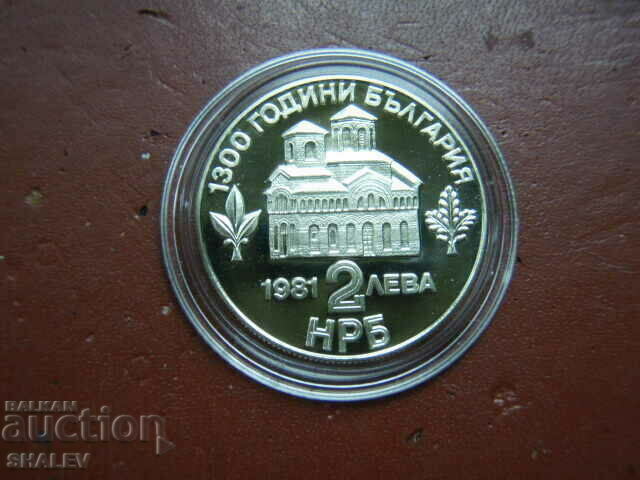 1300 ГОДИНИ БЪЛГАРИЯ
1981 2 ЛЕВА
НРБ
BALKAN
auction
SHALEV